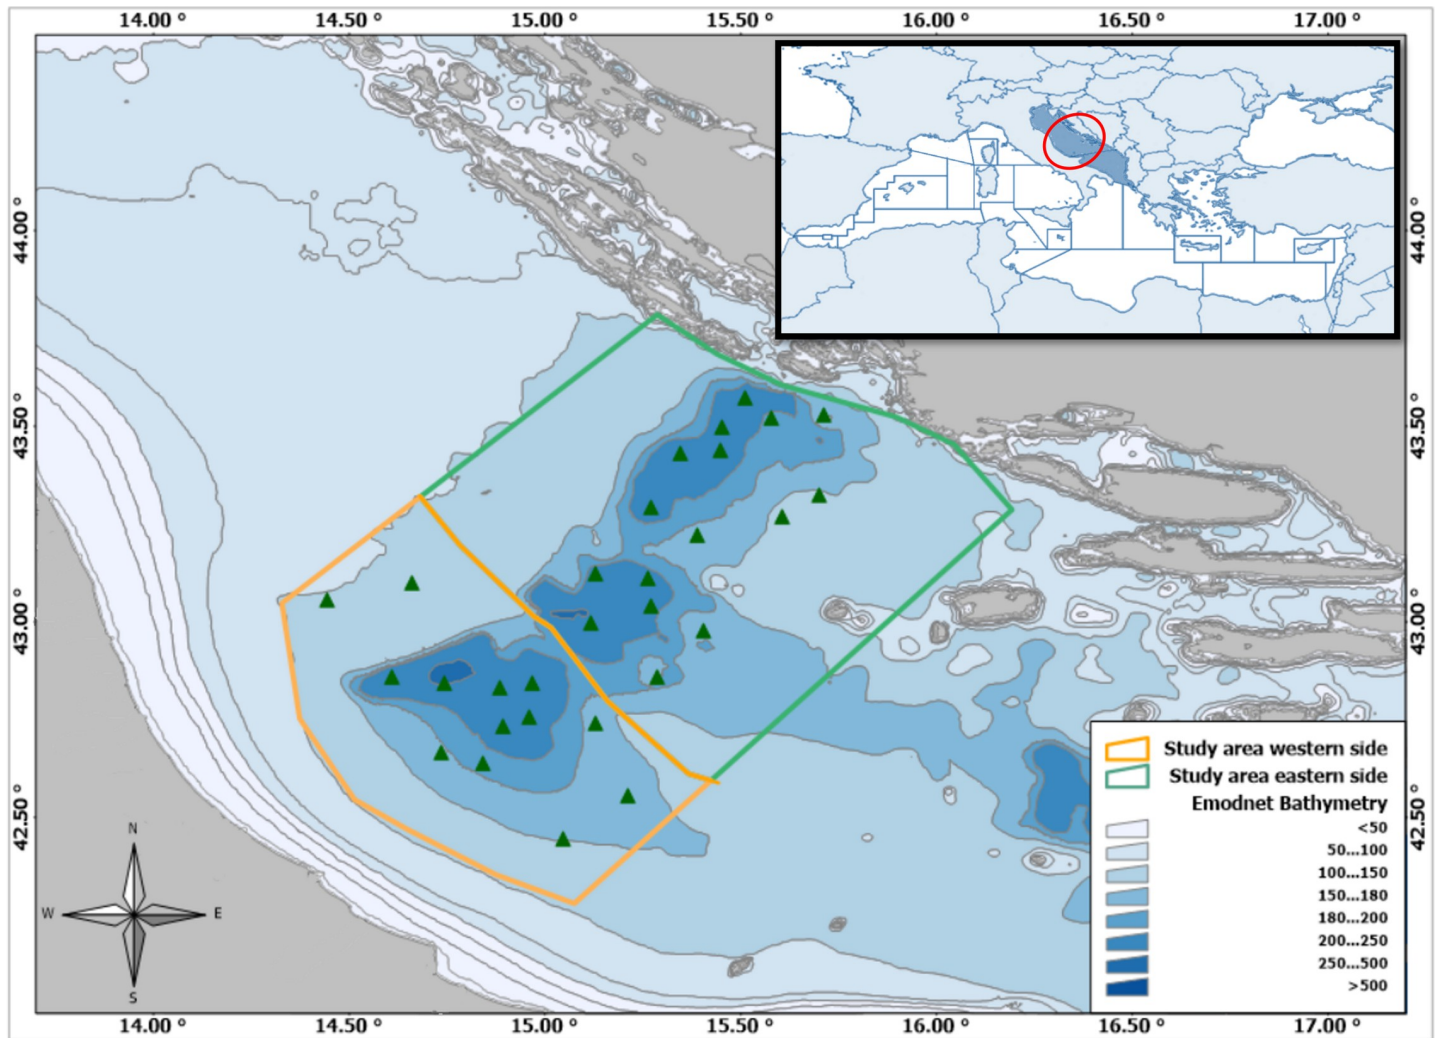 14.00 ° 14.50 ° 15.00 ° 15.50 ° 16.00 ° 16.50 ° 17.00 °
44.00 °
43.50 °
43.00 °
42.50 °
44.00 °
43.50 °
43.00 °
42.50 °
Study area western side
Study area eastern side
Emodnet Bathymetry
<50
50...100
100...150
150...180
180...200
200...250
250...500
>500
N
W E
S
14.00 ° 14.50 ° 15.00 ° 15.50 ° 16.00 ° 16.50 ° 17.00 °